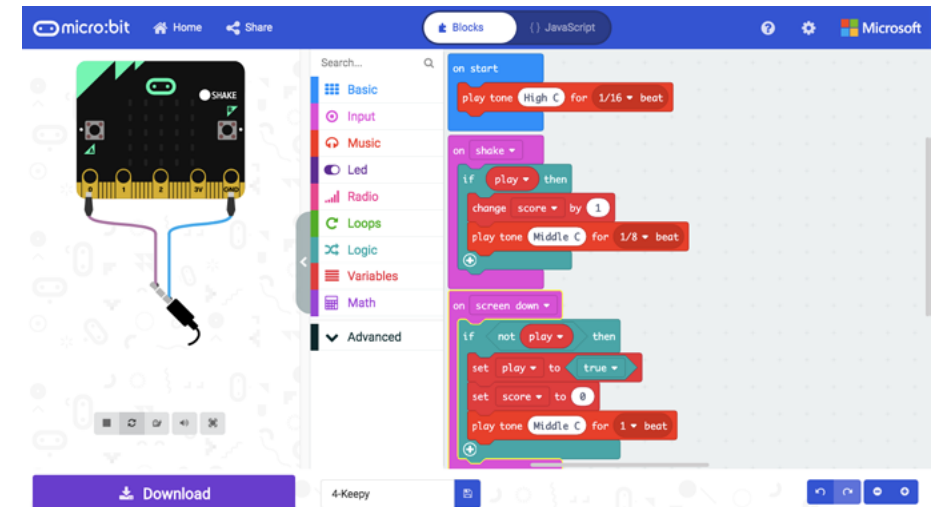 micro:bit Home Share Blocks {} JavaScript ? Microsoft
SHAKE
0 1 2 3V GND
Search...
Basic
Input
Music
Led
Radio
Loops
Logic
Variables
Math
Advanced
on start
play tone High C for 1/16 beat
on shake
if play then
change score by 1
play tone Middle C for 1/8 beat
on screen down
if not play then
set play to true
set score to 0
play tone Middle C for 1 beat
Download
4-Keepy